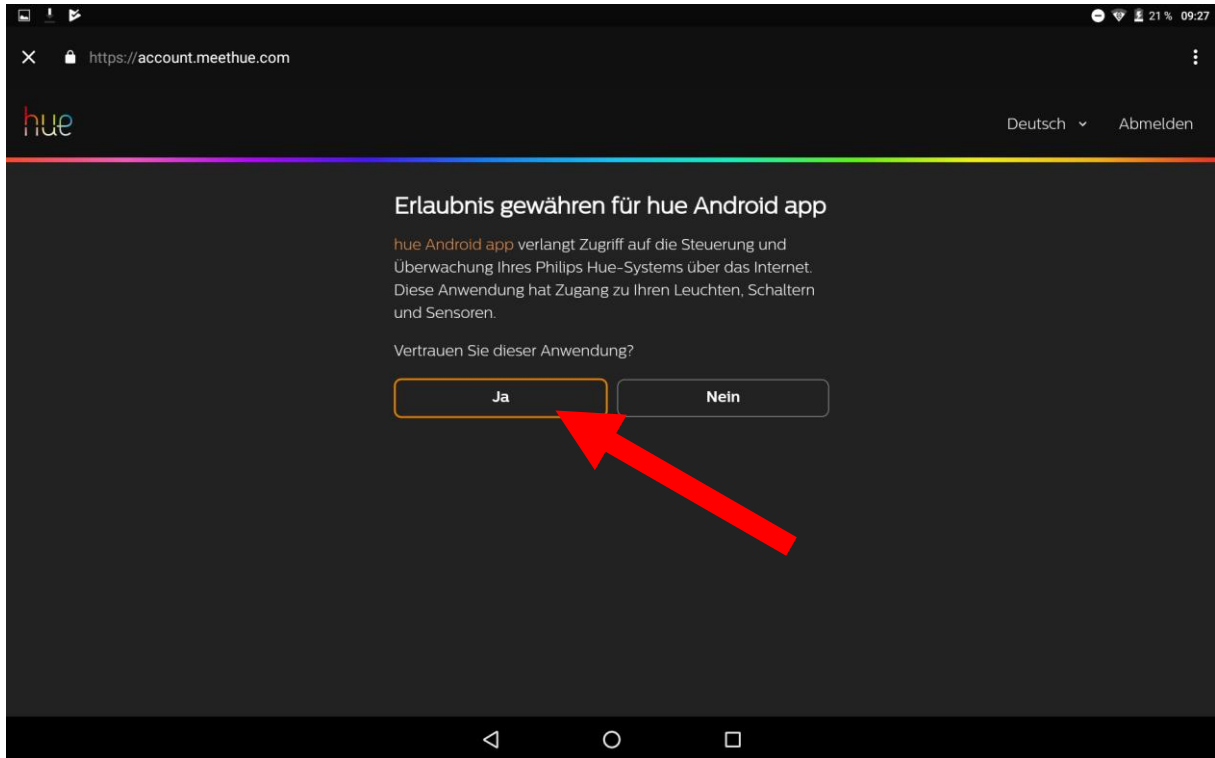 21 % 09:27
https://account.meethue.com
hue
Deutsch Abmelden
Erlaubnis gewähren für hue Android app
hue Android app verlangt Zugriff auf die Steuerung und
Überwachung Ihres Philips Hue-Systems über das Internet.
Diese Anwendung hat Zugang zu Ihren Leuchten, Schaltern
und Sensoren.
Vertrauen Sie dieser Anwendung?
Ja Nein